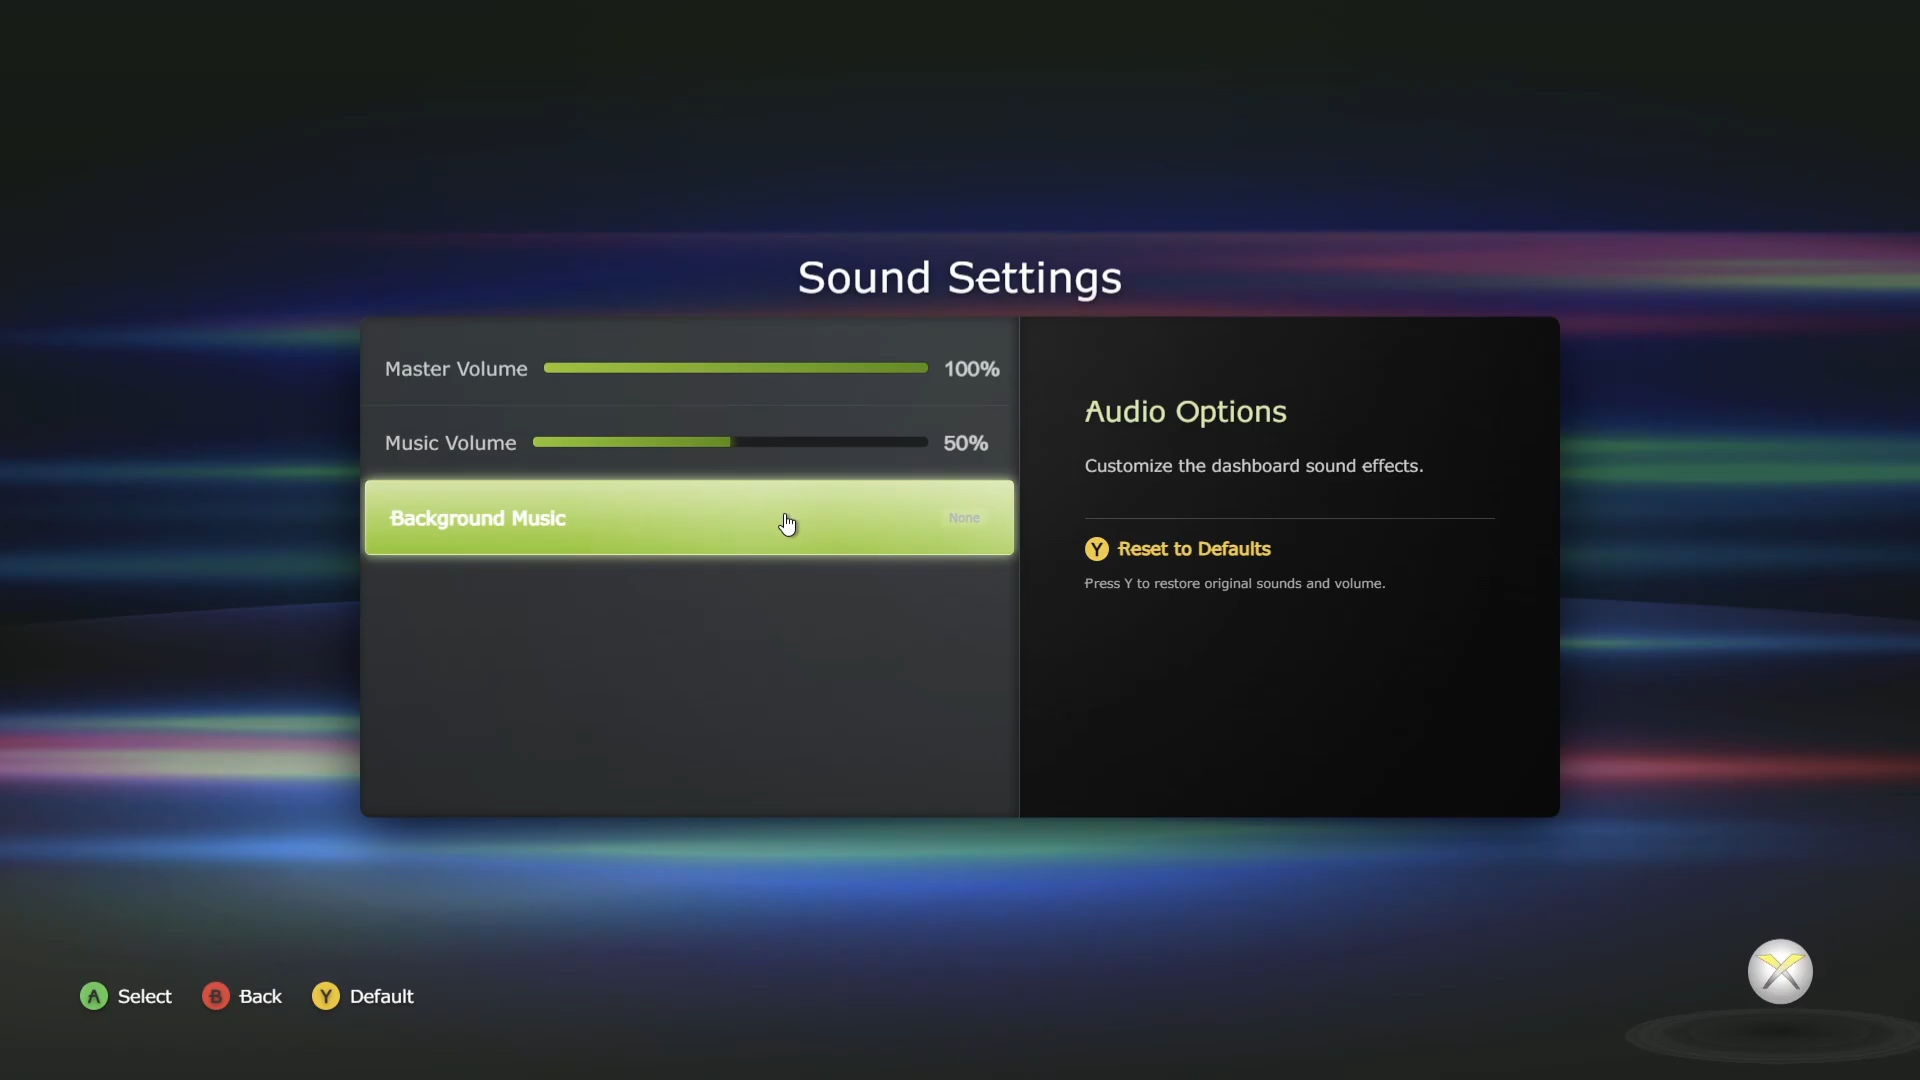 Sound Settings
Master Volume 100%
Music Volume 50%
Background Music None
Audio Options
Customize the dashboard sound effects.
Y Reset to Defaults
Press Y to restore original sounds and volume.
A Select B Back Y Default